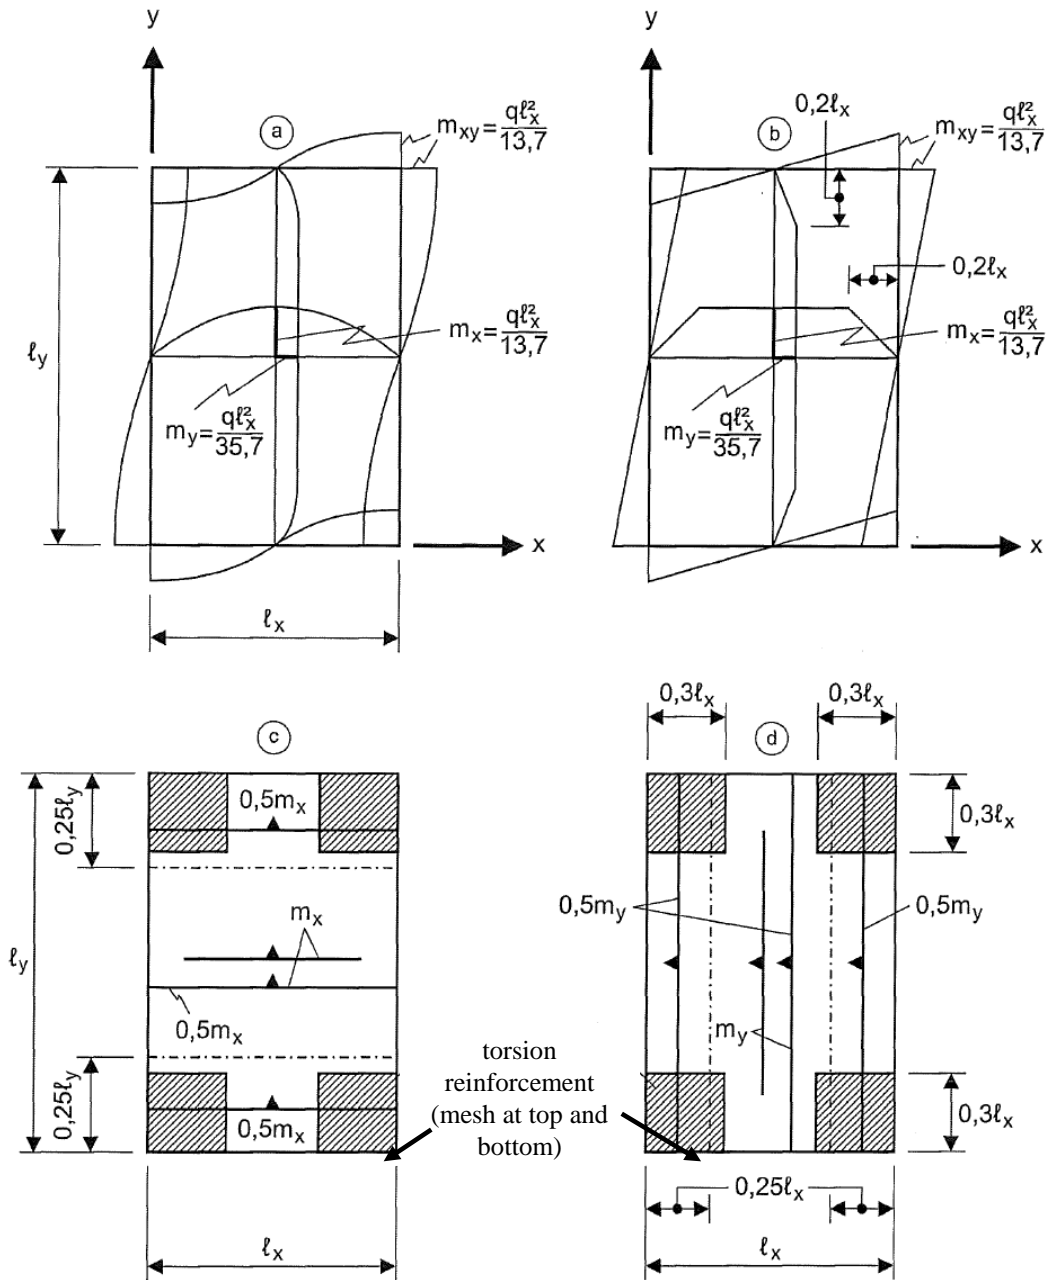 y
a
m_xy = qℓ_x²/13,7
ℓ_y
m_x = qℓ_x²/13,7
m_y = qℓ_x²/35,7
x
ℓ_x
y
b
0,2ℓ_x
m_xy = qℓ_x²/13,7
0,2ℓ_x
m_x = qℓ_x²/13,7
m_y = qℓ_x²/35,7
x
c
0,25ℓ_y
0,5m_x
m_x
ℓ_y
0,5m_x
0,25ℓ_y
0,5m_x
ℓ_x
torsion
reinforcement
(mesh at top and
bottom)
0,3ℓ_x
0,3ℓ_x
d
0,3ℓ_x
0,5m_y
0,5m_y
m_y
0,3ℓ_x
0,25ℓ_x
ℓ_x